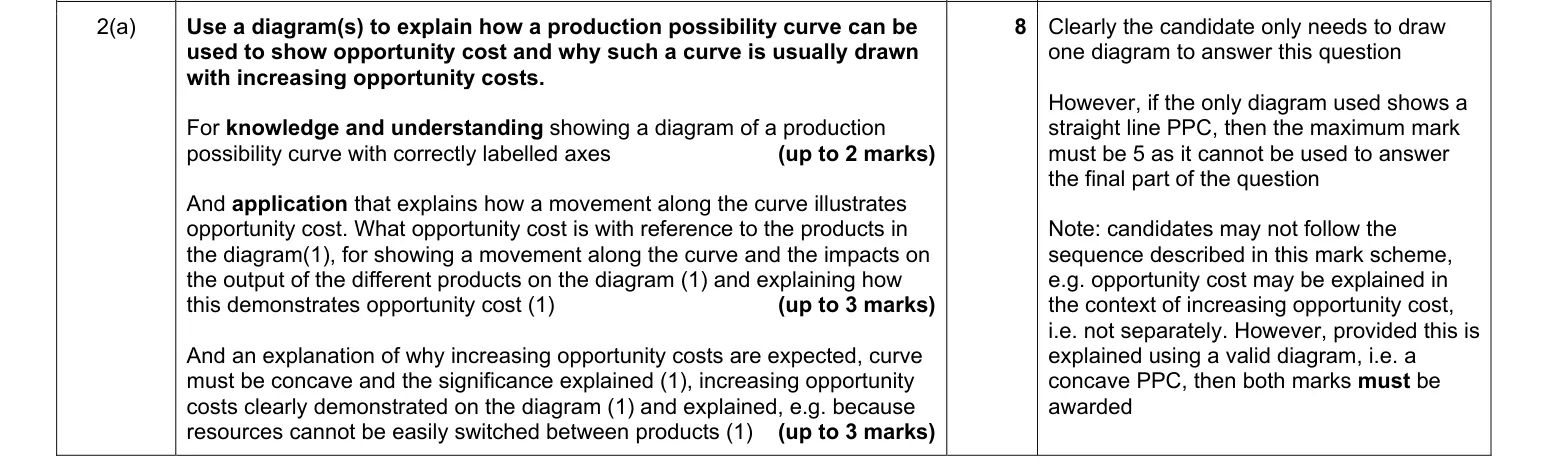 2(a)
Use a diagram(s) to explain how a production possibility curve can be
used to show opportunity cost and why such a curve is usually drawn
with increasing opportunity costs.
For knowledge and understanding showing a diagram of a production
possibility curve with correctly labelled axes (up to 2 marks)
And application that explains how a movement along the curve illustrates
opportunity cost. What opportunity cost is with reference to the products in
the diagram(1), for showing a movement along the curve and the impacts on
the output of the different products on the diagram (1) and explaining how
this demonstrates opportunity cost (1) (up to 3 marks)
And an explanation of why increasing opportunity costs are expected, curve
must be concave and the significance explained (1), increasing opportunity
costs clearly demonstrated on the diagram (1) and explained, e.g. because
resources cannot be easily switched between products (1) (up to 3 marks)
8
Clearly the candidate only needs to draw
one diagram to answer this question
However, if the only diagram used shows a
straight line PPC, then the maximum mark
must be 5 as it cannot be used to answer
the final part of the question
Note: candidates may not follow the
sequence described in this mark scheme,
e.g. opportunity cost may be explained in
the context of increasing opportunity cost,
i.e. not separately. However, provided this is
explained using a valid diagram, i.e. a
concave PPC, then both marks must be
awarded